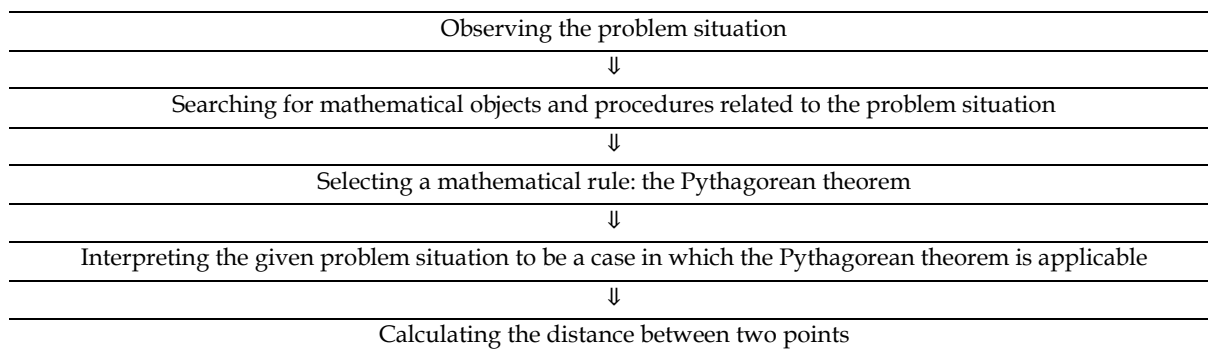 Observing the problem situation
⇓
Searching for mathematical objects and procedures related to the problem situation
⇓
Selecting a mathematical rule: the Pythagorean theorem
⇓
Interpreting the given problem situation to be a case in which the Pythagorean theorem is applicable
⇓
Calculating the distance between two points